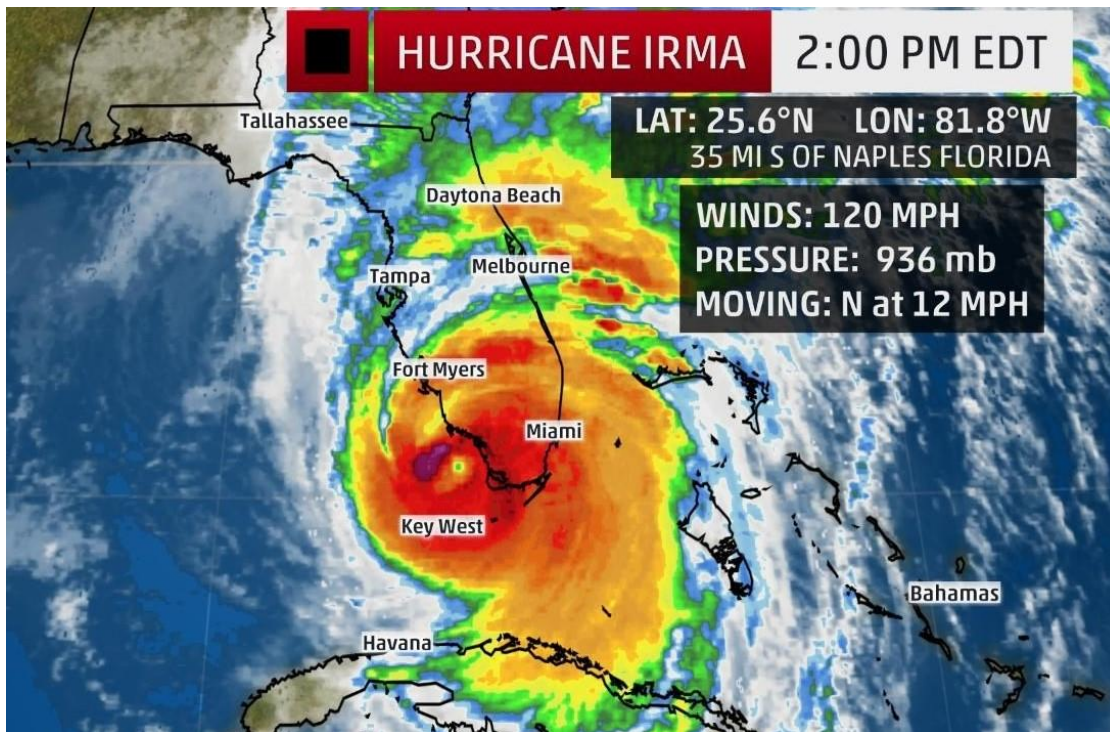 HURRICANE IRMA
2:00 PM EDT
LAT: 25.6°N LON: 81.8°W
35 MI S OF NAPLES FLORIDA
WINDS: 120 MPH
PRESSURE: 936 mb
MOVING: N at 12 MPH
Tallahassee
Daytona Beach
Melbourne
Tampa
Fort Myers
Miami
Key West
Bahamas
Havana